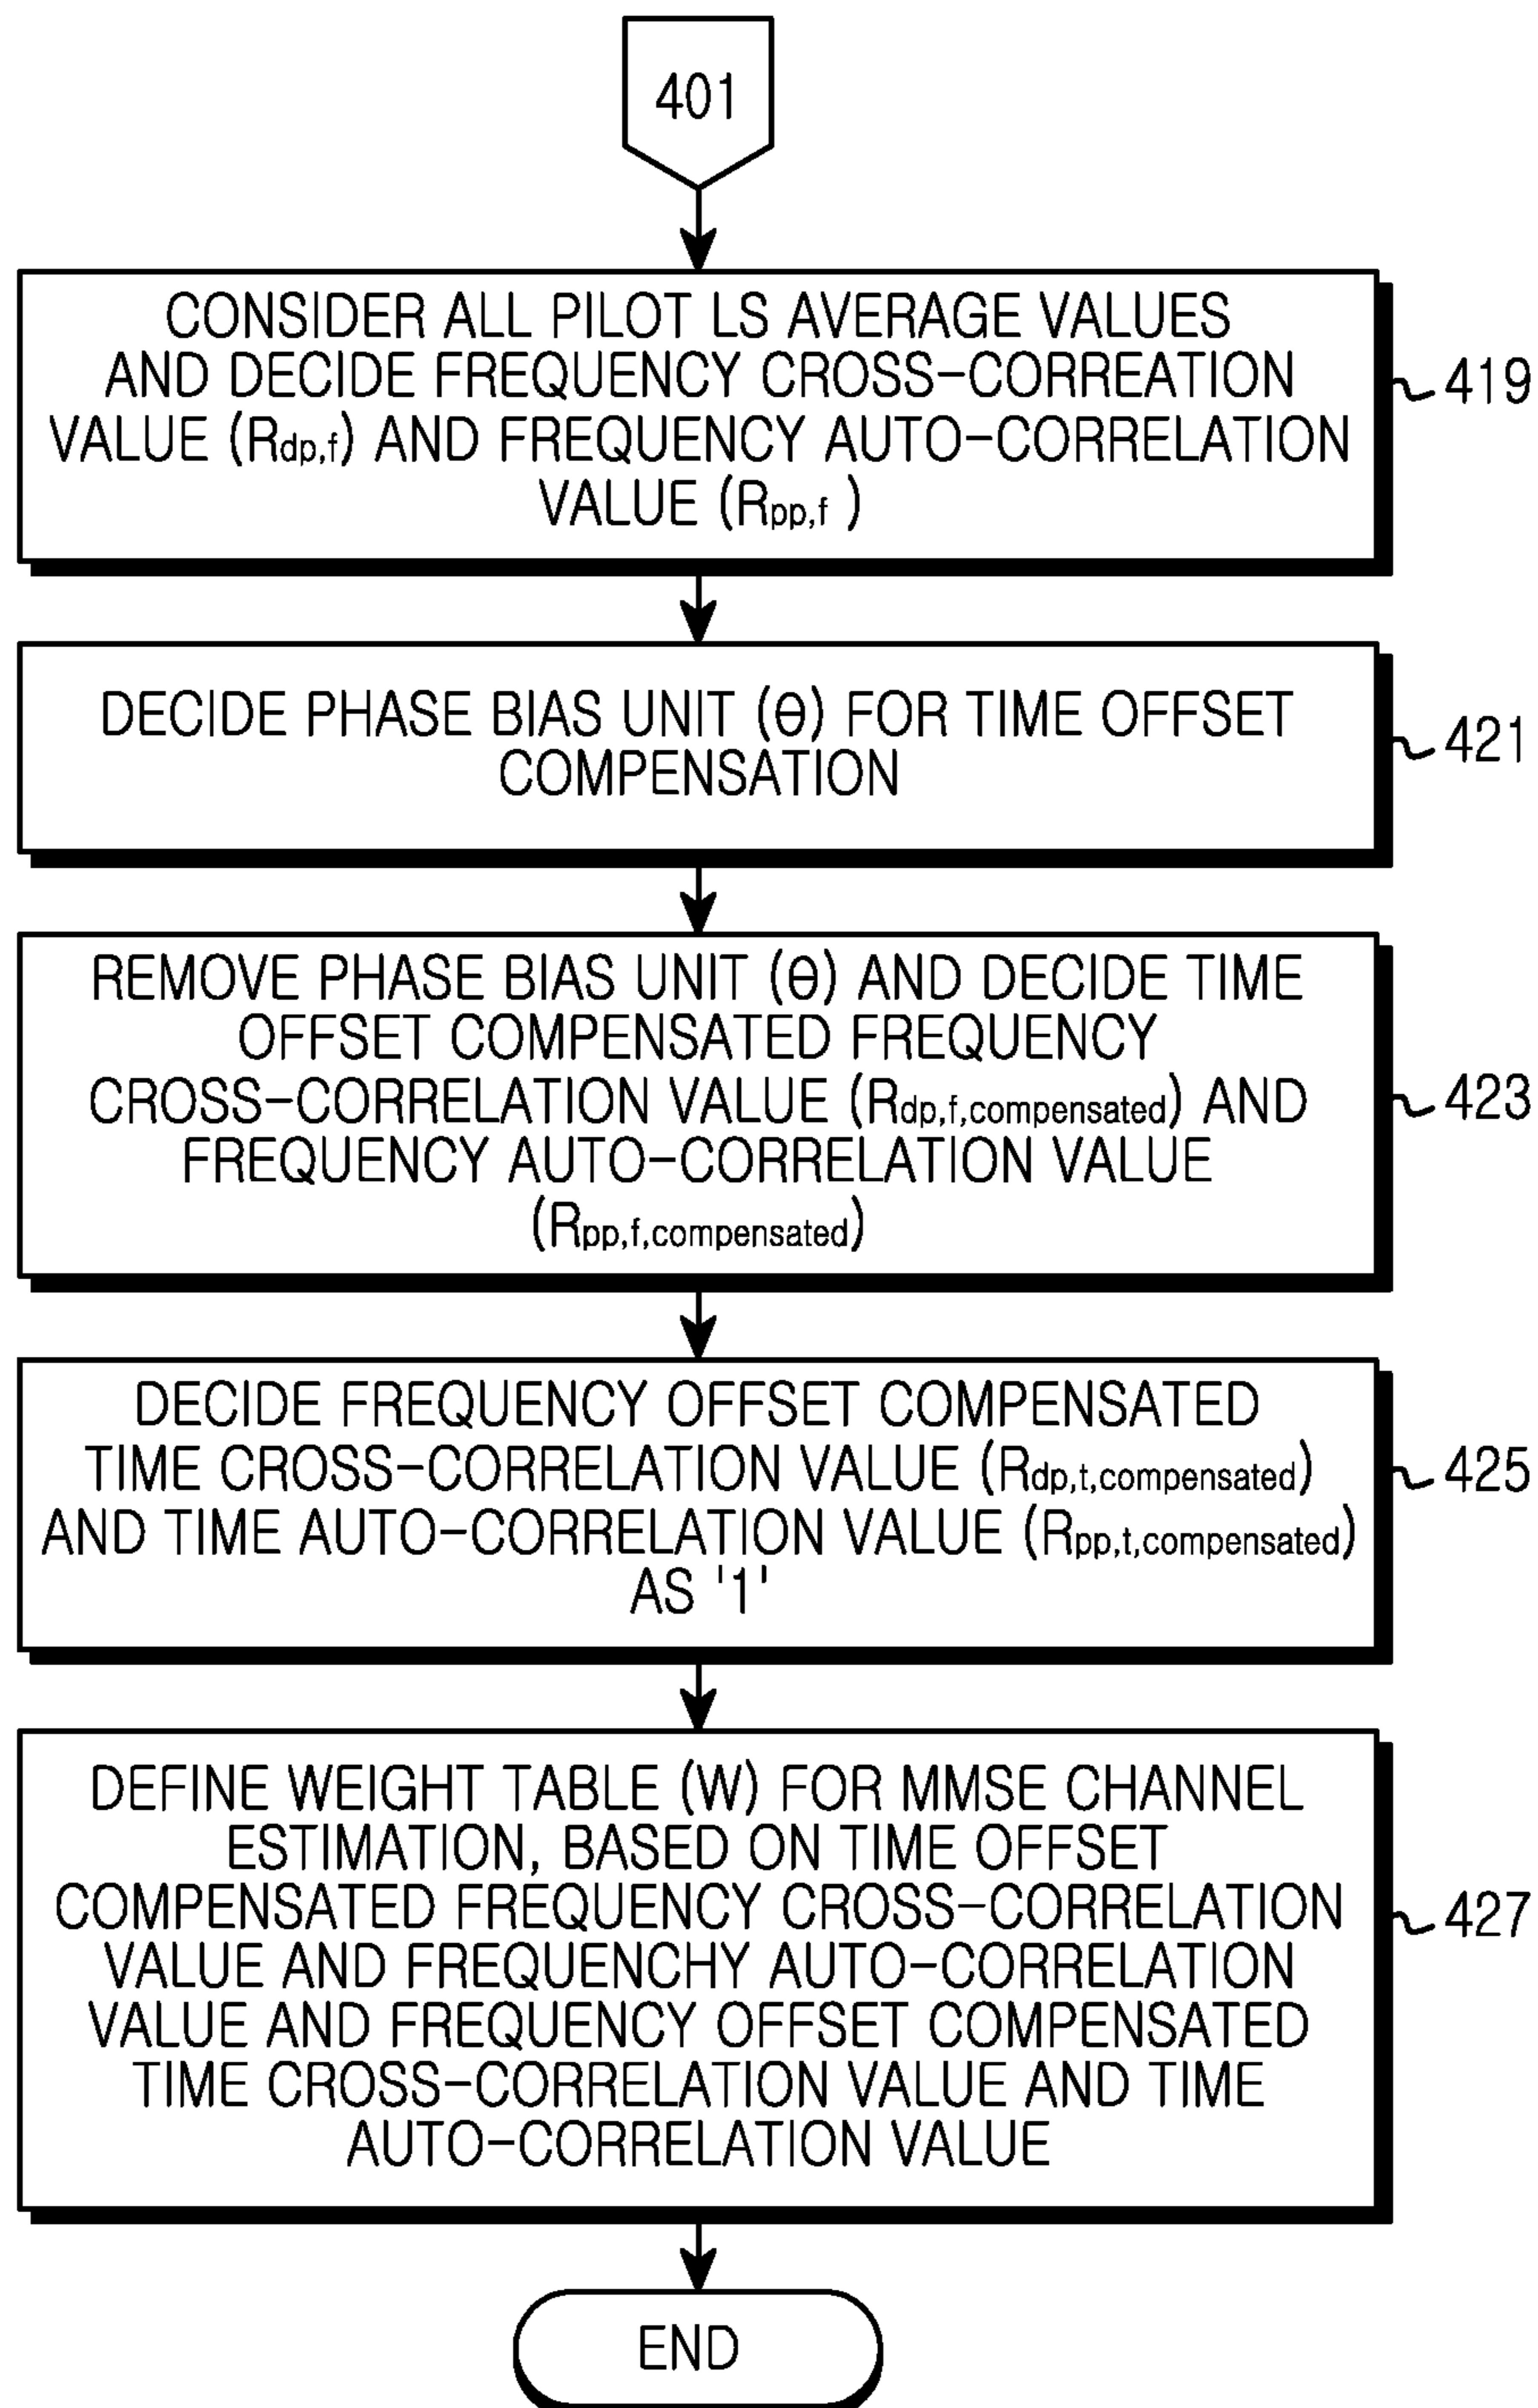 401
CONSIDER ALL PILOT LS AVERAGE VALUES
AND DECIDE FREQUENCY CROSS-CORREATION
VALUE (Rdp,f) AND FREQUENCY AUTO-CORRELATION
VALUE (Rpp,f )
419
DECIDE PHASE BIAS UNIT (θ) FOR TIME OFFSET
COMPENSATION
421
REMOVE PHASE BIAS UNIT (θ) AND DECIDE TIME
OFFSET COMPENSATED FREQUENCY
CROSS-CORRELATION VALUE (Rdp,f,compensated) AND
FREQUENCY AUTO-CORRELATION VALUE
(Rpp,f,compensated)
423
DECIDE FREQUENCY OFFSET COMPENSATED
TIME CROSS-CORRELATION VALUE (Rdp,t,compensated)
AND TIME AUTO-CORRELATION VALUE (Rpp,t,compensated)
AS '1'
425
DEFINE WEIGHT TABLE (W) FOR MMSE CHANNEL
ESTIMATION, BASED ON TIME OFFSET
COMPENSATED FREQUENCY CROSS-CORRELATION
VALUE AND FREQUENCHY AUTO-CORRELATION
VALUE AND FREQUENCY OFFSET COMPENSATED
TIME CROSS-CORRELATION VALUE AND TIME
AUTO-CORRELATION VALUE
427
END